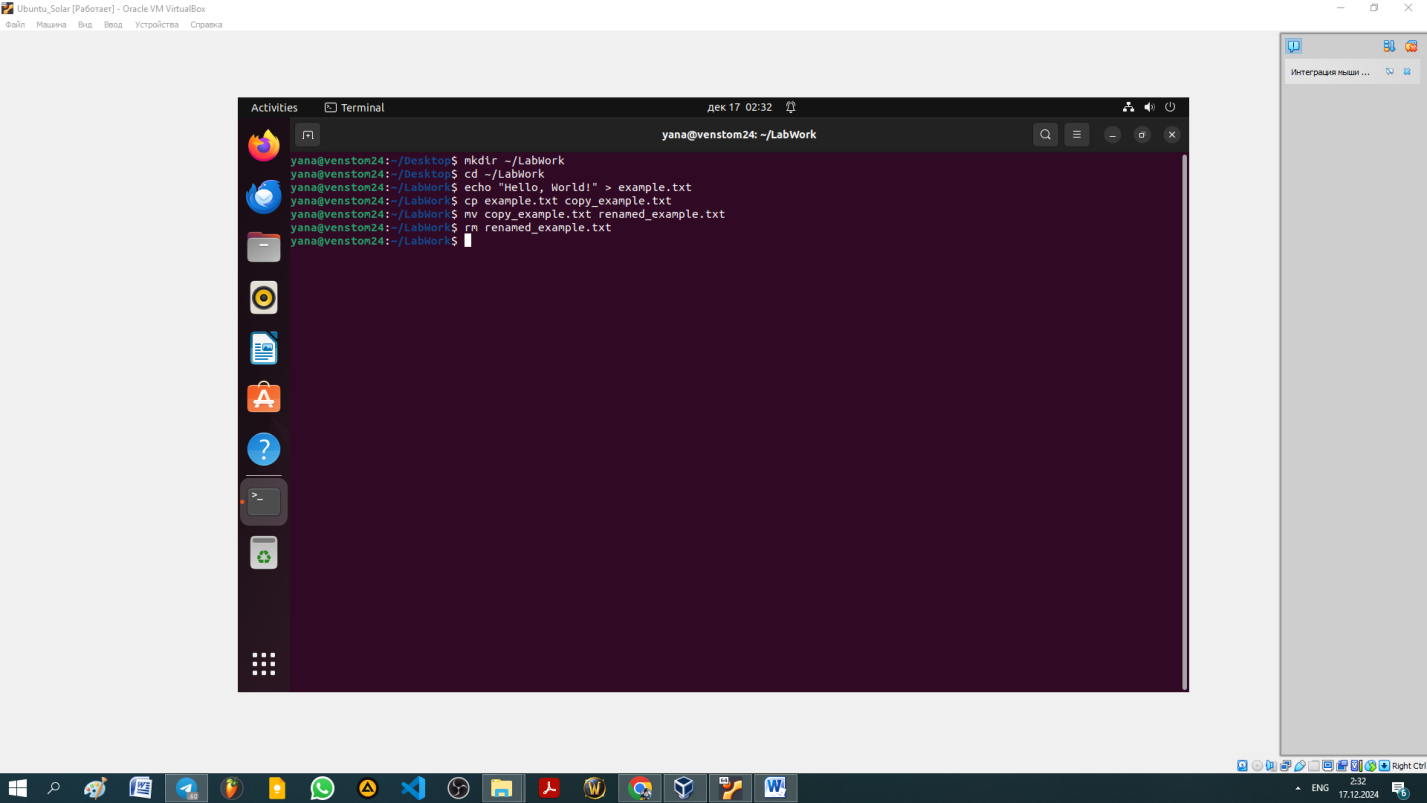 Ubuntu_Solar [Работает] - Oracle VM VirtualBox
Файл Машина Вид Ввод Устройства Справка
Интеграция мыши ...
Activities Terminal дек 17 02:32
yana@venstom24: ~/LabWork
yana@venstom24:~/Desktop$ mkdir ~/LabWork
yana@venstom24:~/Desktop$ cd ~/LabWork
yana@venstom24:~/LabWork$ echo "Hello, World!" > example.txt
yana@venstom24:~/LabWork$ cp example.txt copy_example.txt
yana@venstom24:~/LabWork$ mv copy_example.txt renamed_example.txt
yana@venstom24:~/LabWork$ rm renamed_example.txt
yana@venstom24:~/LabWork$
Right Ctrl
ENG
2:32
17.12.2024
6